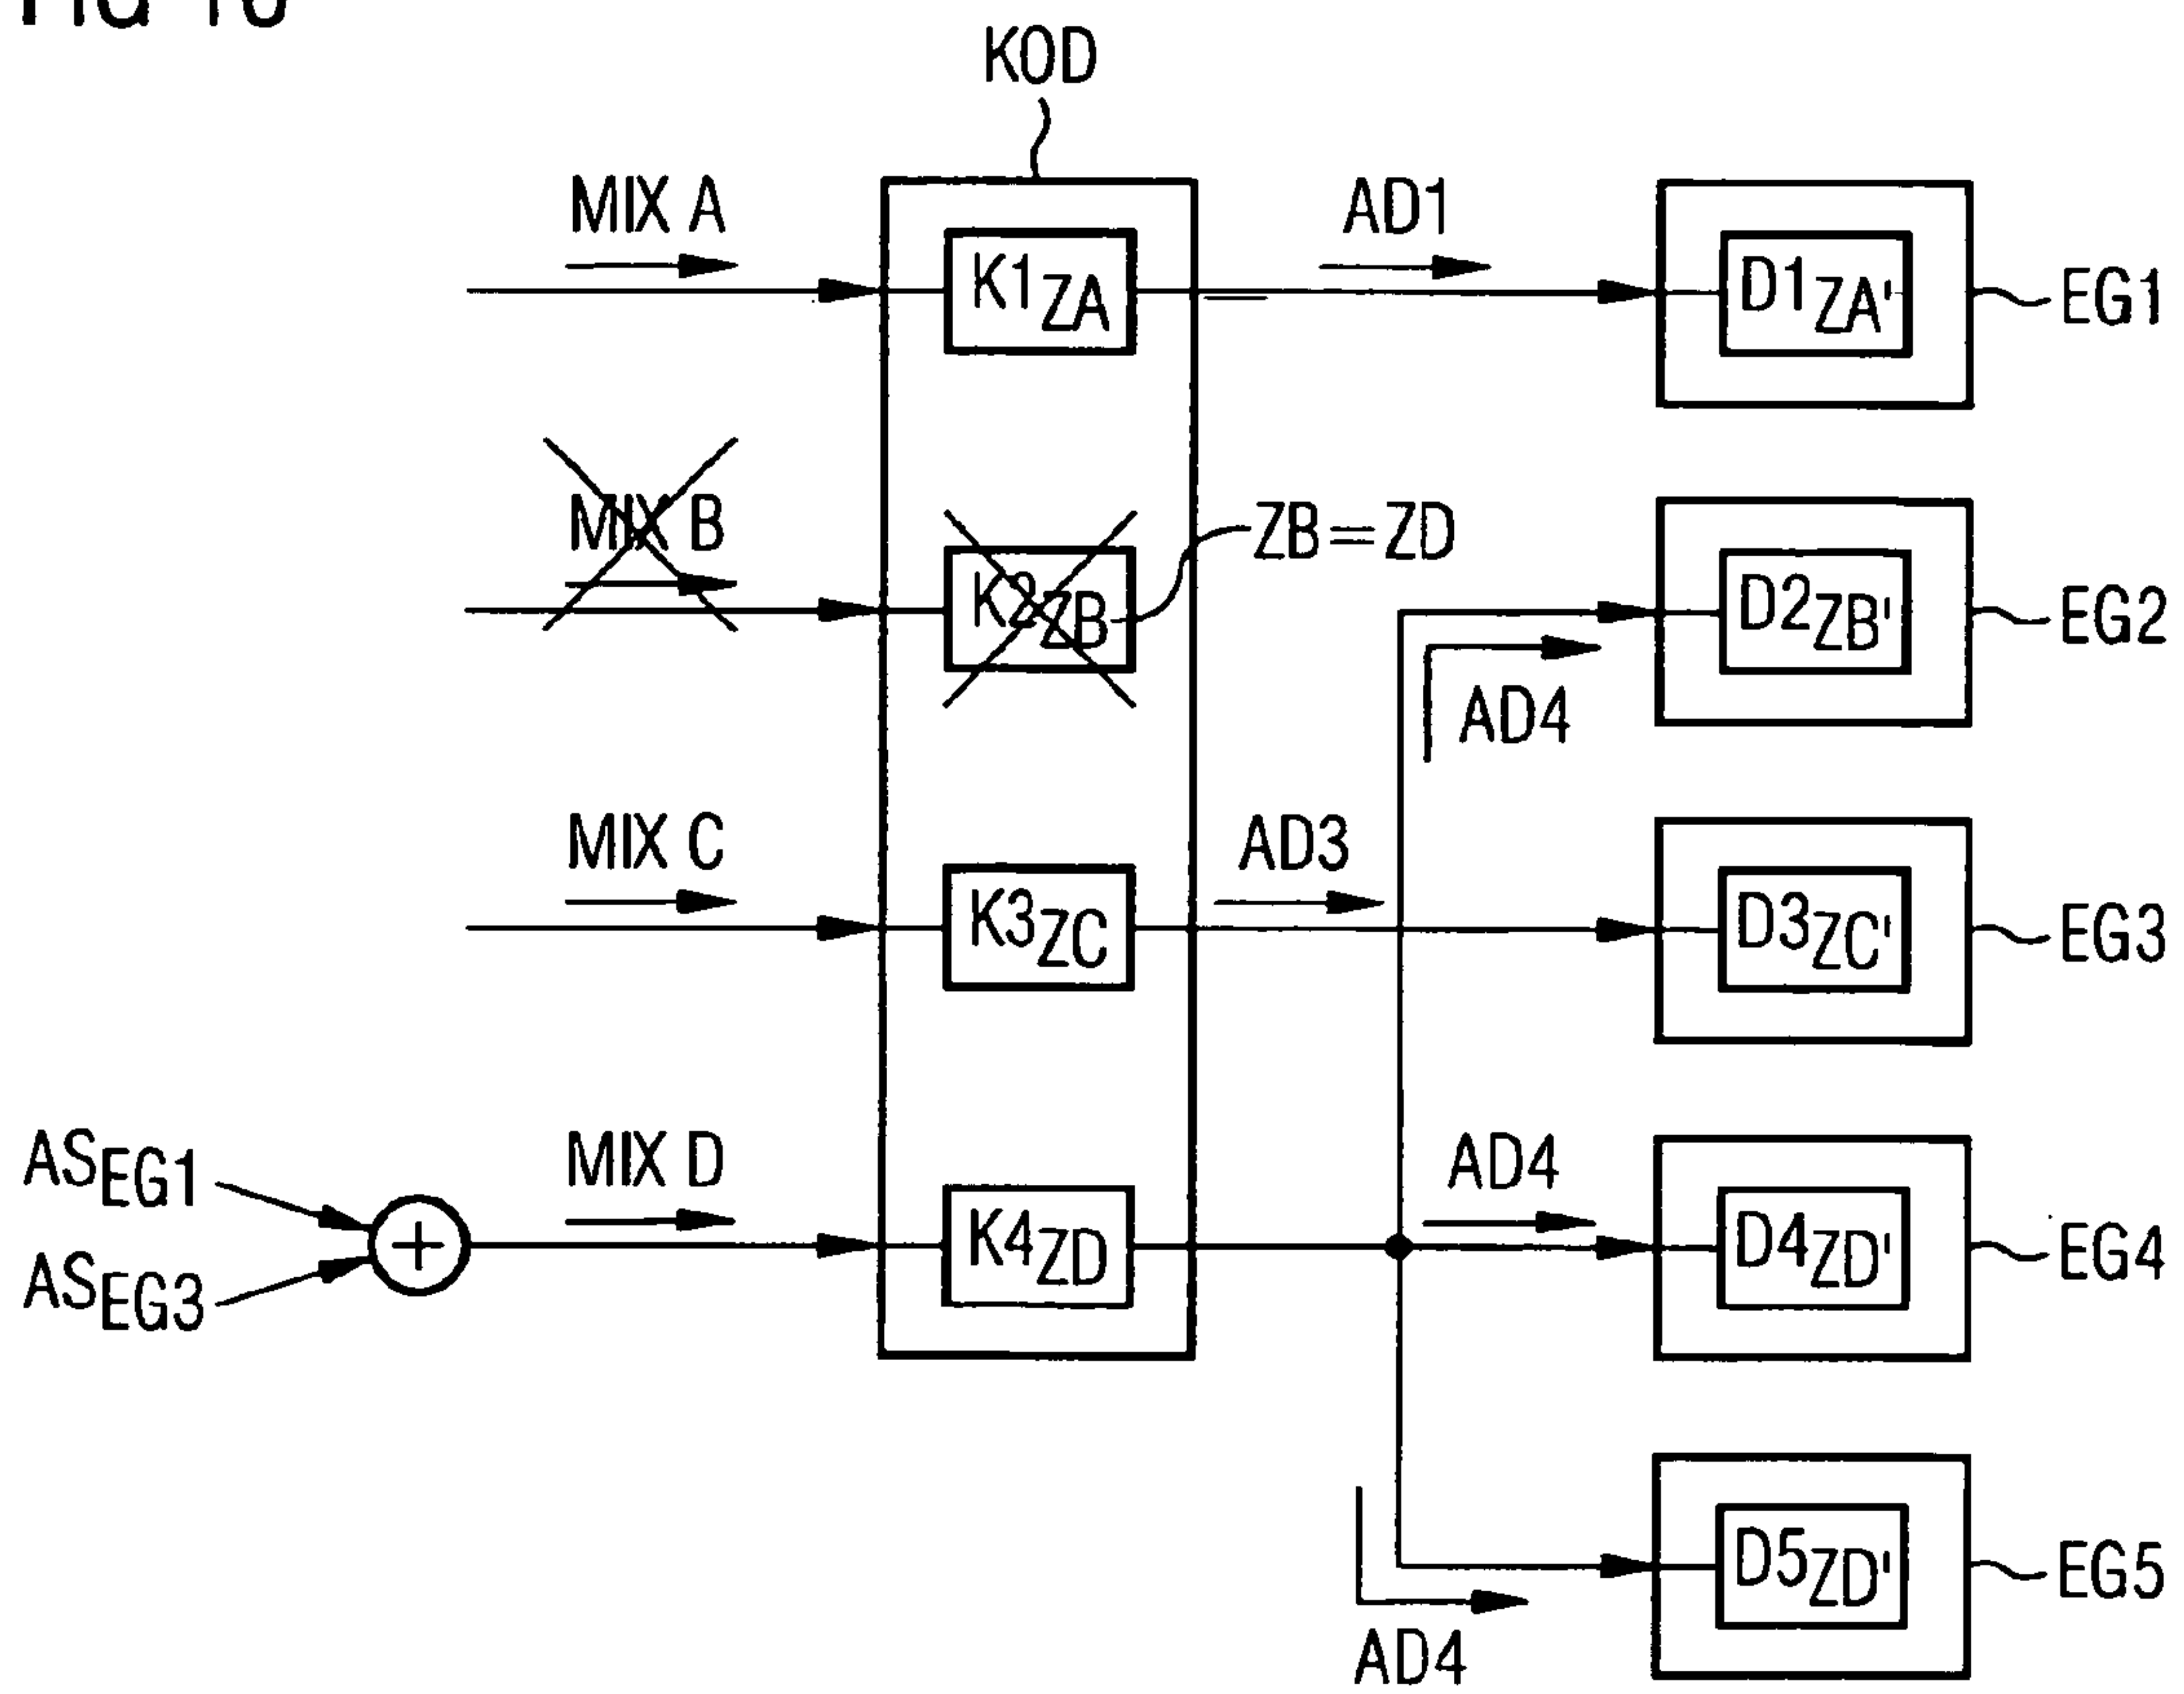 KOD
MIX A
AD1
K1ZA
D1ZA'
EG1
MIX B
K2ZB
ZB=ZD
D2ZB'
EG2
AD4
MIX C
AD3
K3ZC
D3ZC'
EG3
ASEG1
ASEG3
+
MIX D
K4ZD
AD4
D4ZD'
EG4
D5ZD'
EG5
AD4